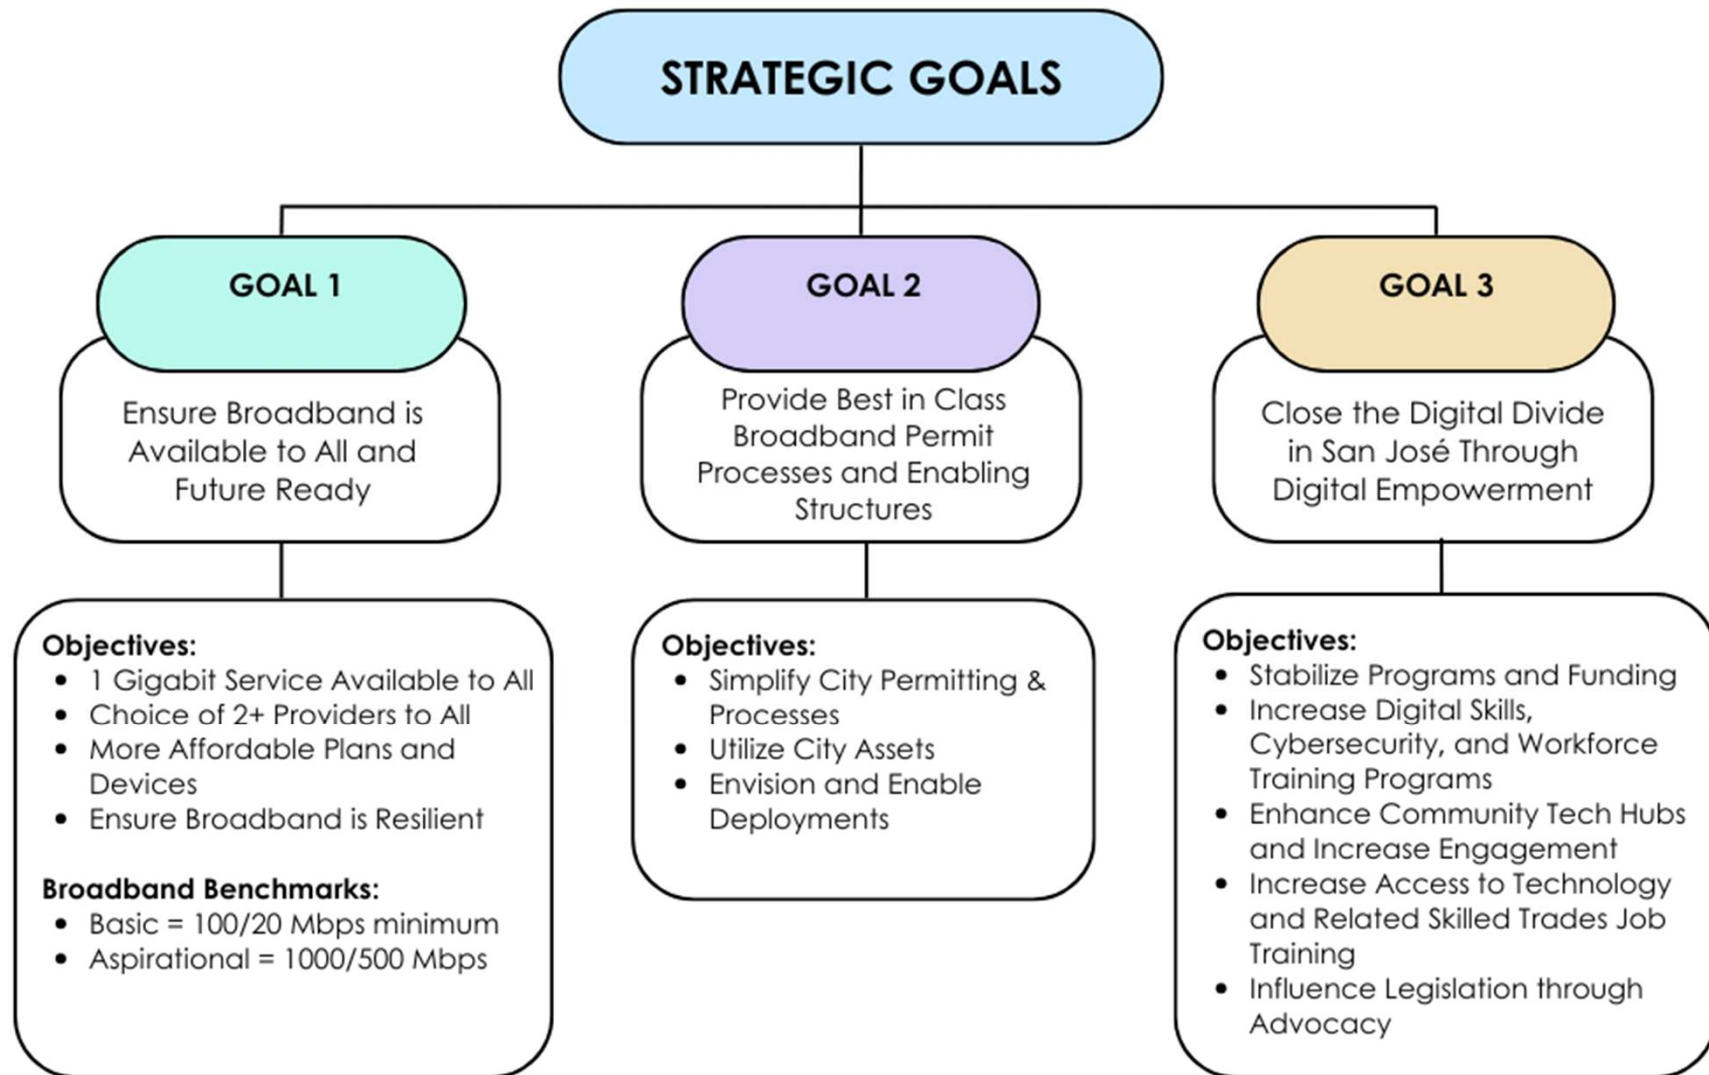 STRATEGIC GOALS
GOAL 1
Ensure Broadband is
Available to All and
Future Ready
Objectives:
• 1 Gigabit Service Available to All
• Choice of 2+ Providers to All
• More Affordable Plans and
Devices
• Ensure Broadband is Resilient
Broadband Benchmarks:
• Basic = 100/20 Mbps minimum
• Aspirational = 1000/500 Mbps
GOAL 2
Provide Best in Class
Broadband Permit
Processes and Enabling
Structures
Objectives:
• Simplify City Permitting &
Processes
• Utilize City Assets
• Envision and Enable
Deployments
GOAL 3
Close the Digital Divide
in San José Through
Digital Empowerment
Objectives:
• Stabilize Programs and Funding
• Increase Digital Skills,
Cybersecurity, and Workforce
Training Programs
• Enhance Community Tech Hubs
and Increase Engagement
• Increase Access to Technology
and Related Skilled Trades Job
Training
• Influence Legislation through
Advocacy